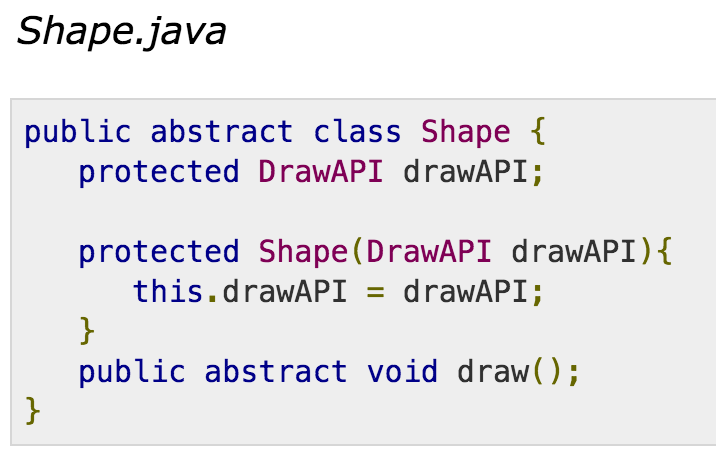 Shape.java
public abstract class Shape {
   protected DrawAPI drawAPI;
   protected Shape(DrawAPI drawAPI){
      this.drawAPI = drawAPI;
   }
   public abstract void draw();
}